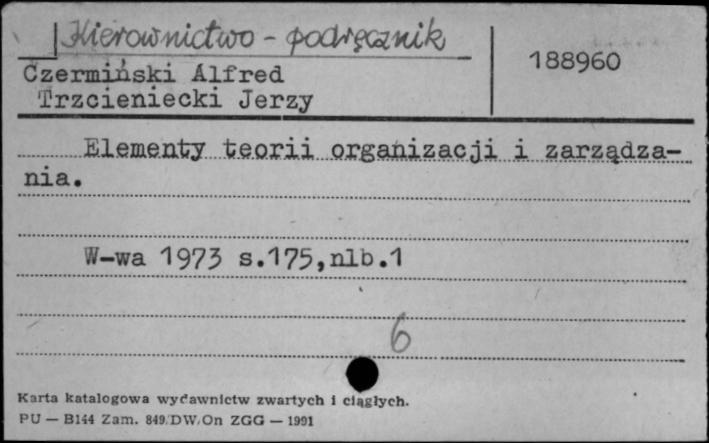 Kierownictwo - podręcznik
188960
Czermiński Alfred
Trzcieniecki Jerzy
Elementy teorii organizacji i zarządza-
nia.
W-wa 1973 s.175,nlb.1
6
Karta katalogowa wydawnictw zwartych i ciągłych.
PU — B144 Zam. 849/DW/On ZGG — 1991